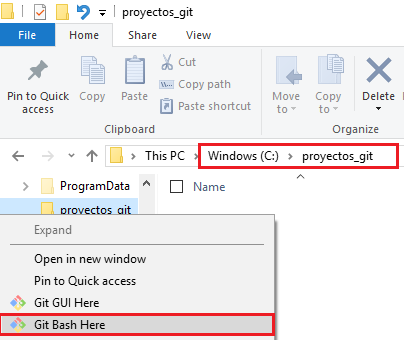 proyectos_git
File
Home
Share
View
Pin to Quick access
Copy
Paste
Cut
Copy path
Paste shortcut
Move to
Copy to
Delete
Clipboard
Organize
This PC
Windows (C:)
proyectos_git
ProgramData
Name
proyectos_git
Expand
Open in new window
Pin to Quick access
Git GUI Here
Git Bash Here